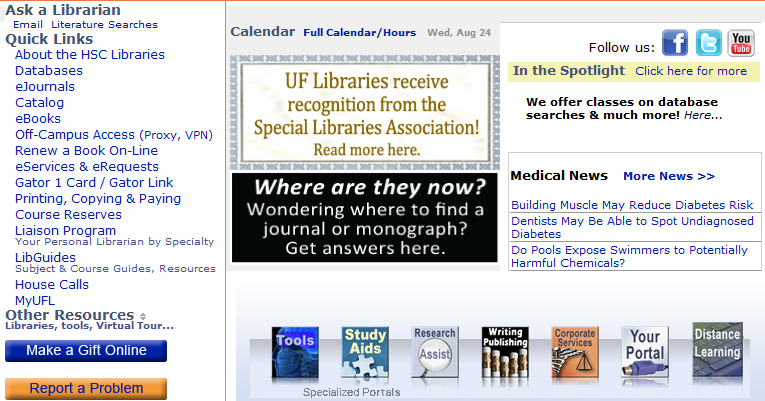 Ask a Librarian
Email Literature Searches
Quick Links
About the HSC Libraries
Databases
eJournals
Catalog
eBooks
Off-Campus Access (Proxy, VPN)
Renew a Book On-Line
eServices & eRequests
Gator 1 Card / Gator Link
Printing, Copying & Paying
Course Reserves
Liaison Program
Your Personal Librarian by Specialty
LibGuides
Subject & Course Guides, Resources
House Calls
MyUFL
Other Resources
Libraries, tools, Virtual Tour...
Make a Gift Online
Report a Problem
Calendar Full Calendar/Hours Wed, Aug 24
UF Libraries receive
recognition from the
Special Libraries Association!
Read more here.
Where are they now?
Wondering where to find a
journal or monograph?
Get answers here.
Follow us: f t You Tube
In the Spotlight Click here for more
We offer classes on database
searches & much more! Here...
Medical News More News >>
Building Muscle May Reduce Diabetes Risk
Dentists May Be Able to Spot Undiagnosed
Diabetes
Do Pools Expose Swimmers to Potentially
Harmful Chemicals?
Tools
Study
Aids
Research
Assist
Writing
Publishing
Corporate
Services
Your
Portal
Distance
Learning
Specialized Portals